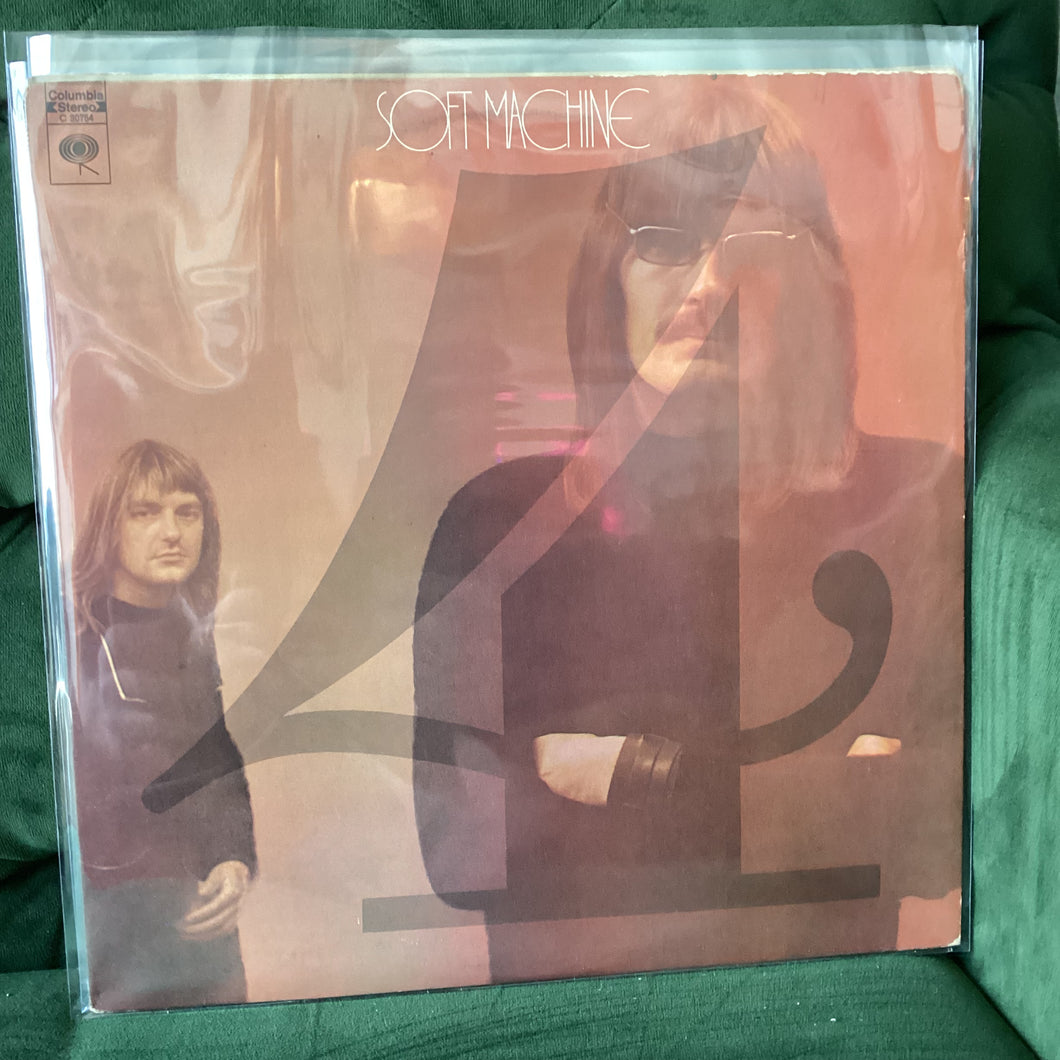 Columbia
Stereo
C 30754
SOFT MACHINE
4